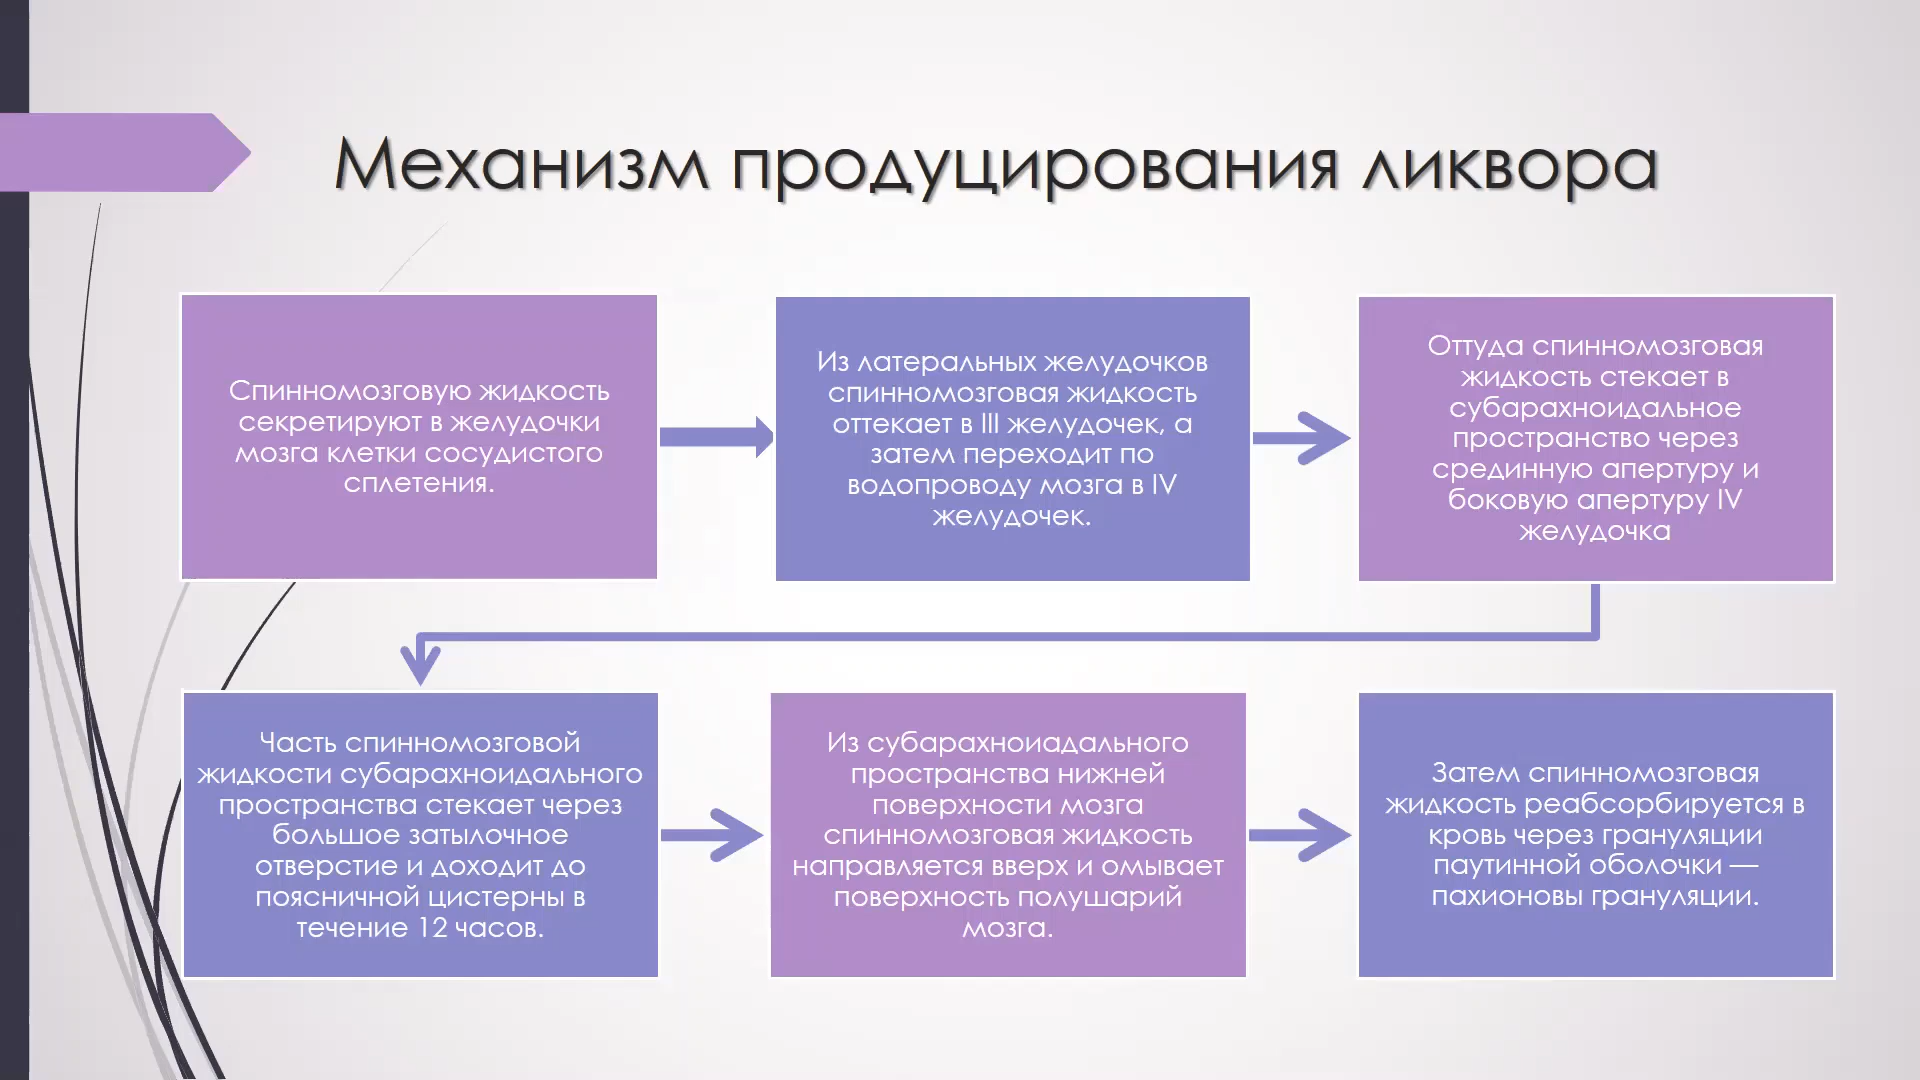 Механизм продуцирования ликвора
Спинномозговую жидкость
секретируют в желудочки
мозга клетки сосудистого
сплетения.
Из латеральных желудочков
спинномозговая жидкость
оттекает в III желудочек, а
затем переходит по
водопроводу мозга в IV
желудочек.
Оттуда спинномозговая
жидкость стекает в
субарахноидальное
пространство через
срединную апертуру и
боковую апертуру IV
желудочка
Часть спинномозговой
жидкости субарахноидального
пространства стекает через
большое затылочное
отверстие и доходит до
поясничной цистерны в
течение 12 часов.
Из субарахноиадального
пространства нижней
поверхности мозга
спинномозговая жидкость
направляется вверх и омывает
поверхность полушарий
мозга.
Затем спинномозговая
жидкость реабсорбируется в
кровь через грануляции
паутинной оболочки —
пахионовы грануляции.